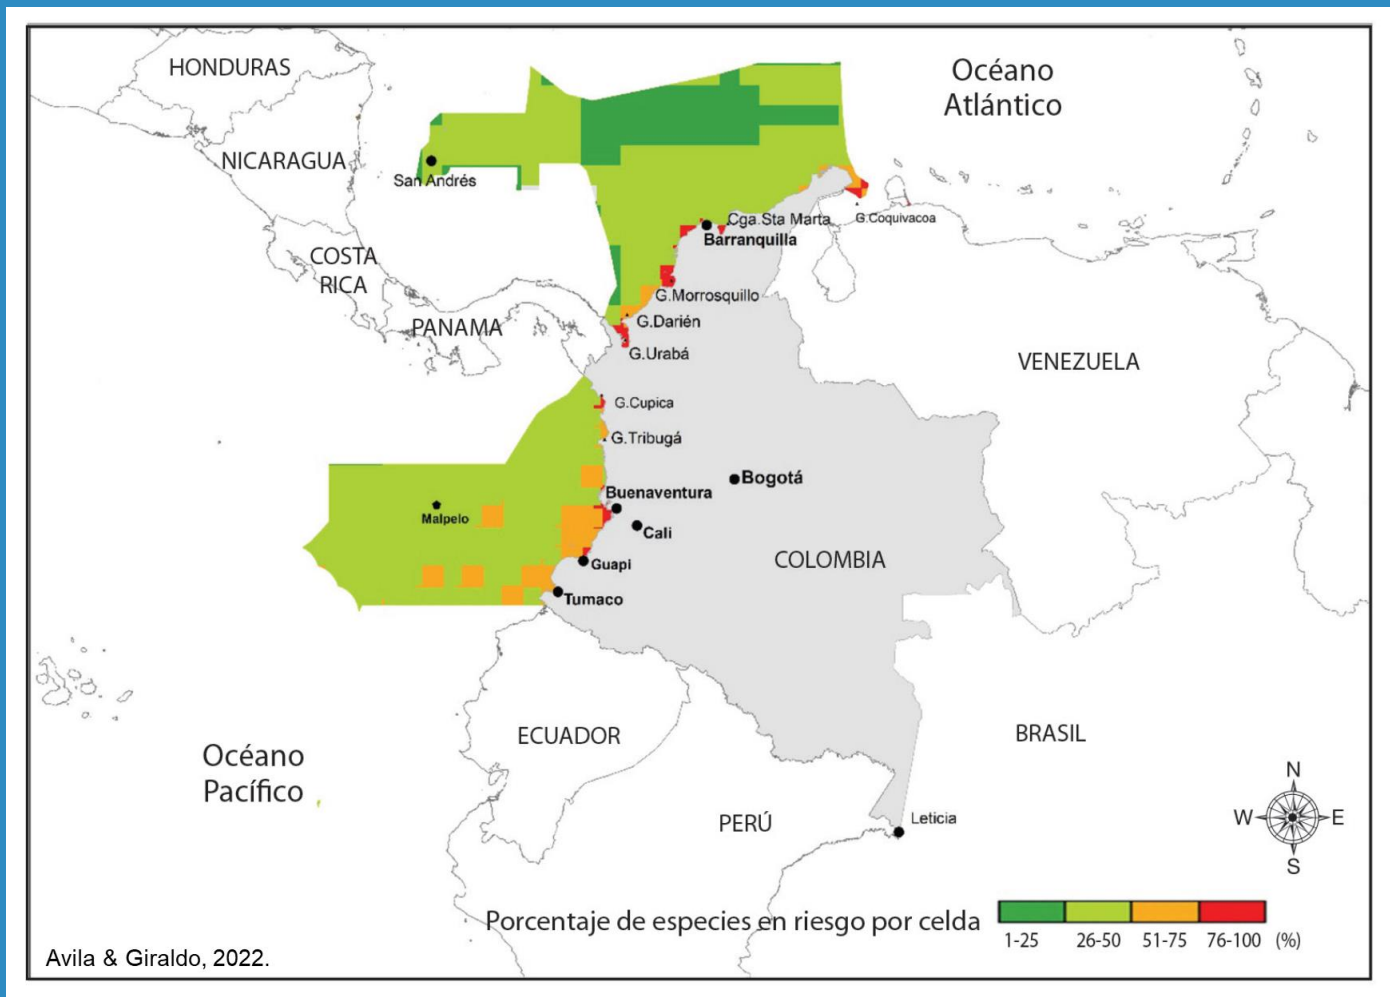 HONDURAS
Océano
Atlántico
NICARAGUA
San Andrés
Cga.Sta Marta
G.Coquivacoa
Barranquilla
COSTA
RICA
G.Morrosquillo
PANAMA
G.Darién
G.Urabá
VENEZUELA
G.Cupica
G.Tribugá
Bogotá
Buenaventura
Malpelo
Cali
COLOMBIA
Guapi
Tumaco
ECUADOR
BRASIL
Océano
Pacífico
PERÚ
Leticia
N
W
E
S
Porcentaje de especies en riesgo por celda
1-25
26-50
51-75
76-100
(%)
Avila & Giraldo, 2022.